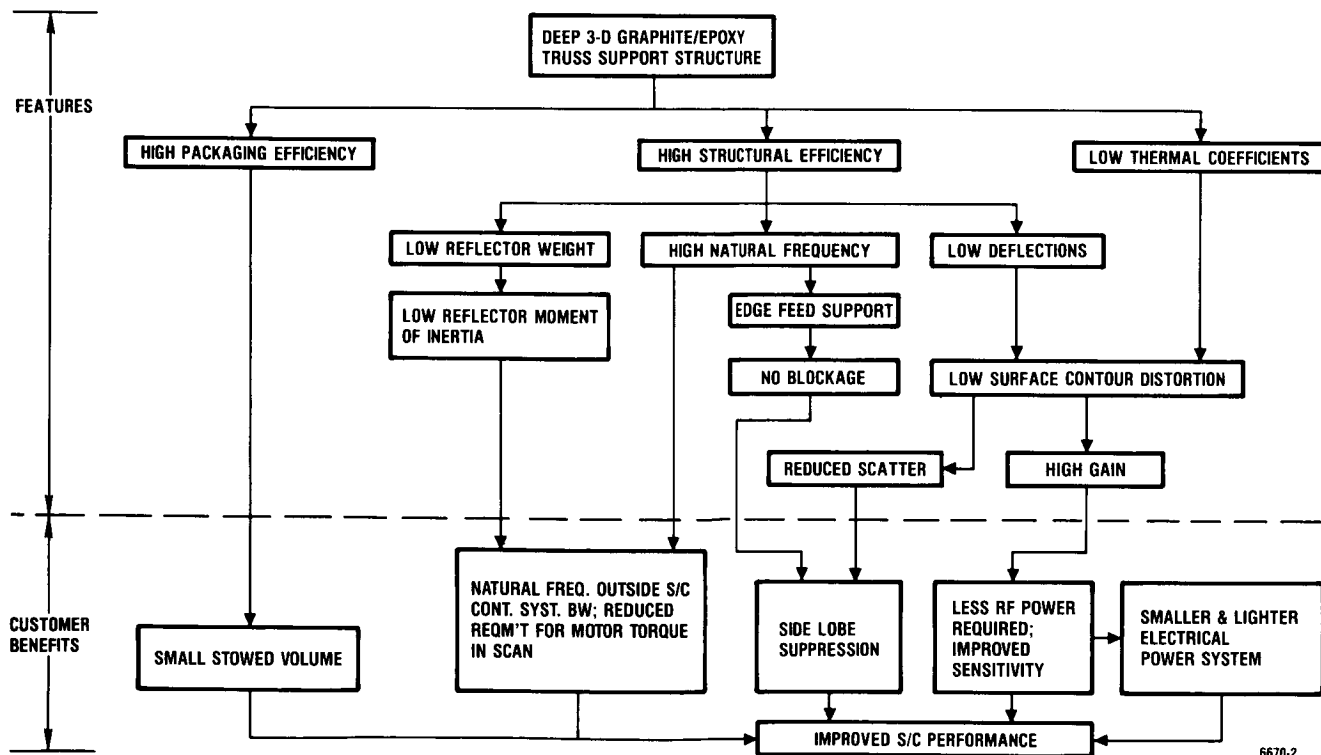 DEEP 3-D GRAPHITE/EPOXY
TRUSS SUPPORT STRUCTURE
FEATURES
HIGH PACKAGING EFFICIENCY
HIGH STRUCTURAL EFFICIENCY
LOW THERMAL COEFFICIENTS
LOW REFLECTOR WEIGHT
HIGH NATURAL FREQUENCY
LOW DEFLECTIONS
LOW REFLECTOR MOMENT
OF INERTIA
EDGE FEED SUPPORT
NO BLOCKAGE
LOW SURFACE CONTOUR DISTORTION
REDUCED SCATTER
HIGH GAIN
CUSTOMER
BENEFITS
SMALL STOWED VOLUME
NATURAL FREQ. OUTSIDE S/C
CONT. SYST. BW; REDUCED
REQM'T FOR MOTOR TORQUE
IN SCAN
SIDE LOBE
SUPPRESSION
LESS RF POWER
REQUIRED;
IMPROVED
SENSITIVITY
SMALLER & LIGHTER
ELECTRICAL
POWER SYSTEM
IMPROVED S/C PERFORMANCE
6670-2